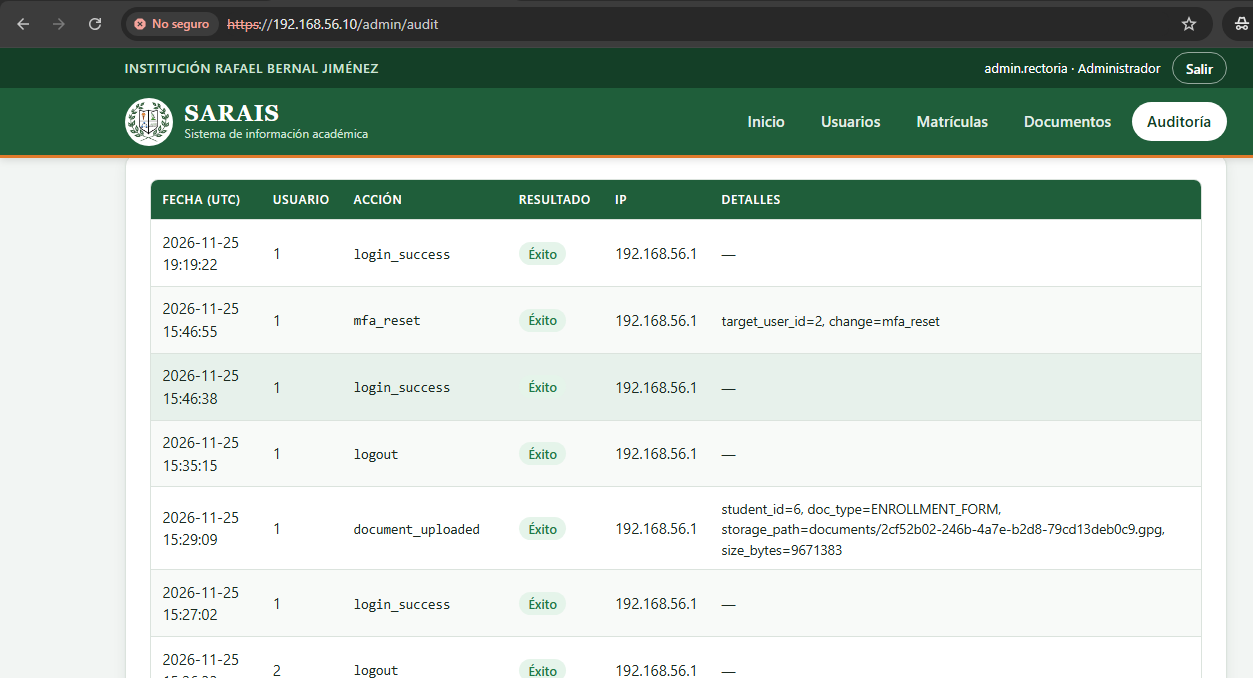 No seguro
https://192.168.56.10/admin/audit
INSTITUCIÓN RAFAEL BERNAL JIMÉNEZ
admin.rectoria · Administrador
Salir
SARAIS
Sistema de información académica
Inicio
Usuarios
Matrículas
Documentos
Auditoría
FECHA (UTC) USUARIO ACCIÓN RESULTADO IP DETALLES
2026-11-25
19:19:22
1 login_success Éxito 192.168.56.1 —
2026-11-25
15:46:55
1 mfa_reset Éxito 192.168.56.1 target_user_id=2, change=mfa_reset
2026-11-25
15:46:38
1 login_success Éxito 192.168.56.1 —
2026-11-25
15:35:15
1 logout Éxito 192.168.56.1 —
2026-11-25
15:29:09
1 document_uploaded Éxito 192.168.56.1
student_id=6, doc_type=ENROLLMENT_FORM,
storage_path=documents/2cf52b02-246b-4a7e-b2d8-79cd13deb0c9.gpg,
size_bytes=9671383
2026-11-25
15:27:02
1 login_success Éxito 192.168.56.1 —
2026-11-25
2 logout Éxito 192.168.56.1 —